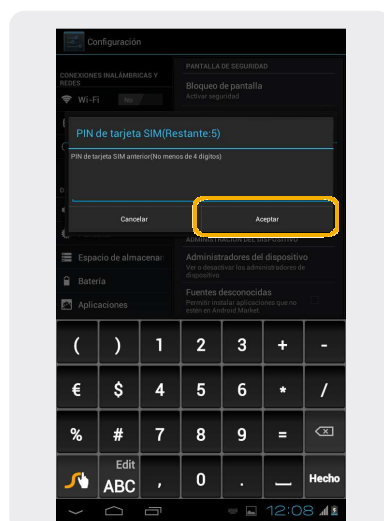 Configuración
CONEXIONES INALÁMBRICAS Y
REDES
Wi-Fi
No
PANTALLA DE SEGURIDAD
Bloqueo de pantalla
Activar seguridad
PIN de tarjeta SIM(Restante:5)
PIN de tarjeta SIM anterior(No menos de 4 dígitos)
Cancelar
Aceptar
ADMINISTRACIÓN DEL DISPOSITIVO
Espacio de almacenar
Batería
Aplicaciones
Administradores del dispositivo
Ver o desactivar los administradores de
dispositivo
Fuentes desconocidas
Permitir instalar aplicaciones que no
estén en Android Market
( ) 1 2 3 + -
€ $ 4 5 6 * /
% # 7 8 9 =
Edit
ABC , 0 . _ Hecho
12:08